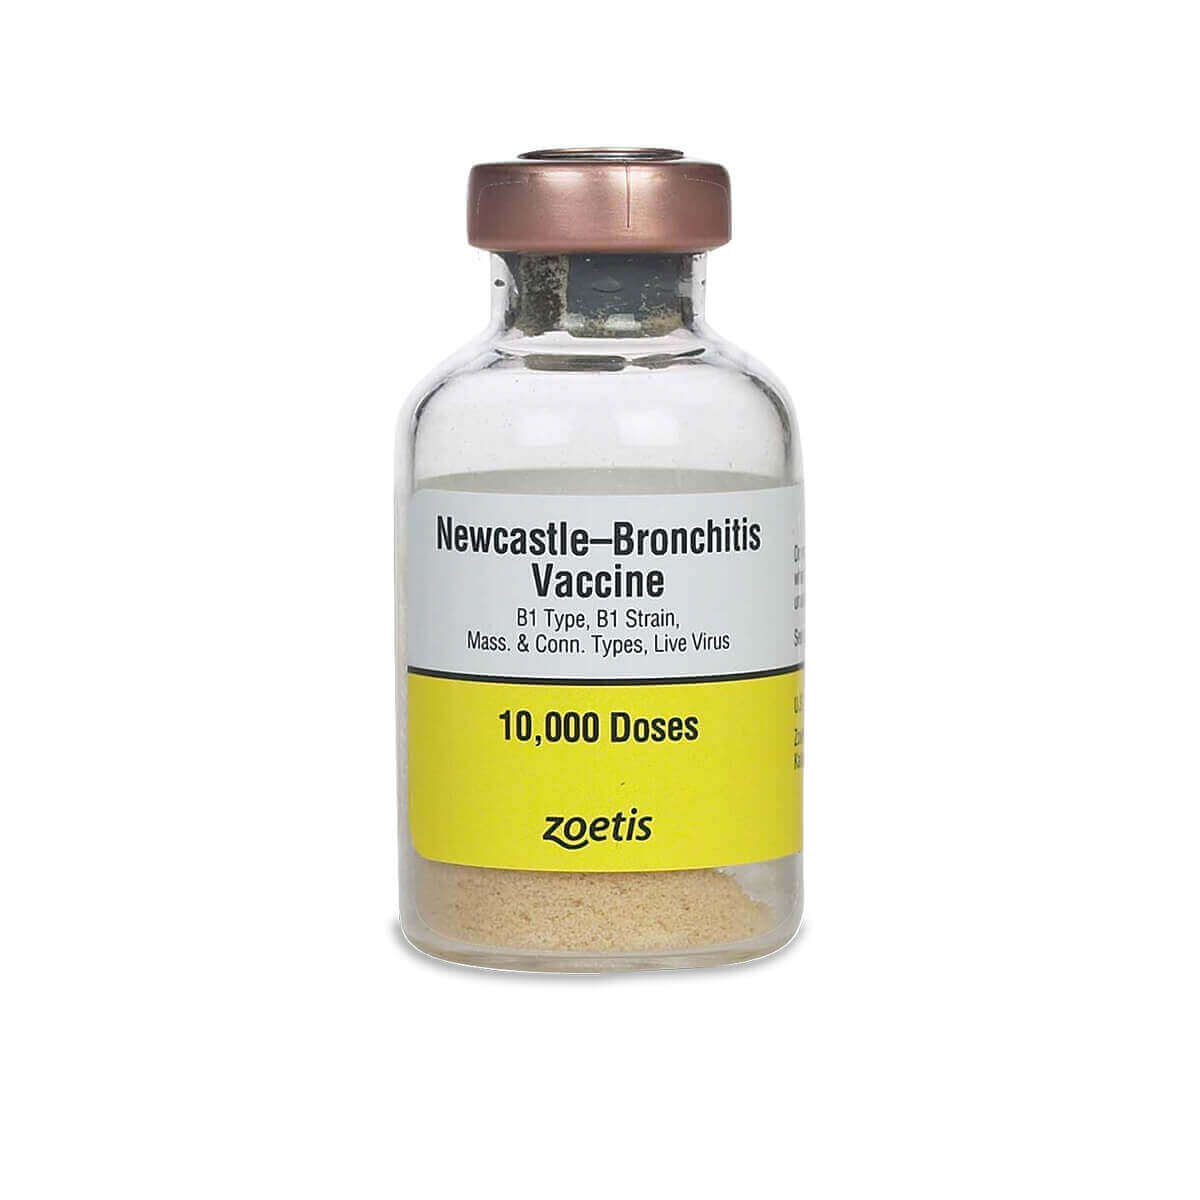 Newcastle–Bronchitis
Vaccine
B1 Type, B1 Strain,
Mass. & Conn. Types, Live Virus
10,000 Doses
zoetis